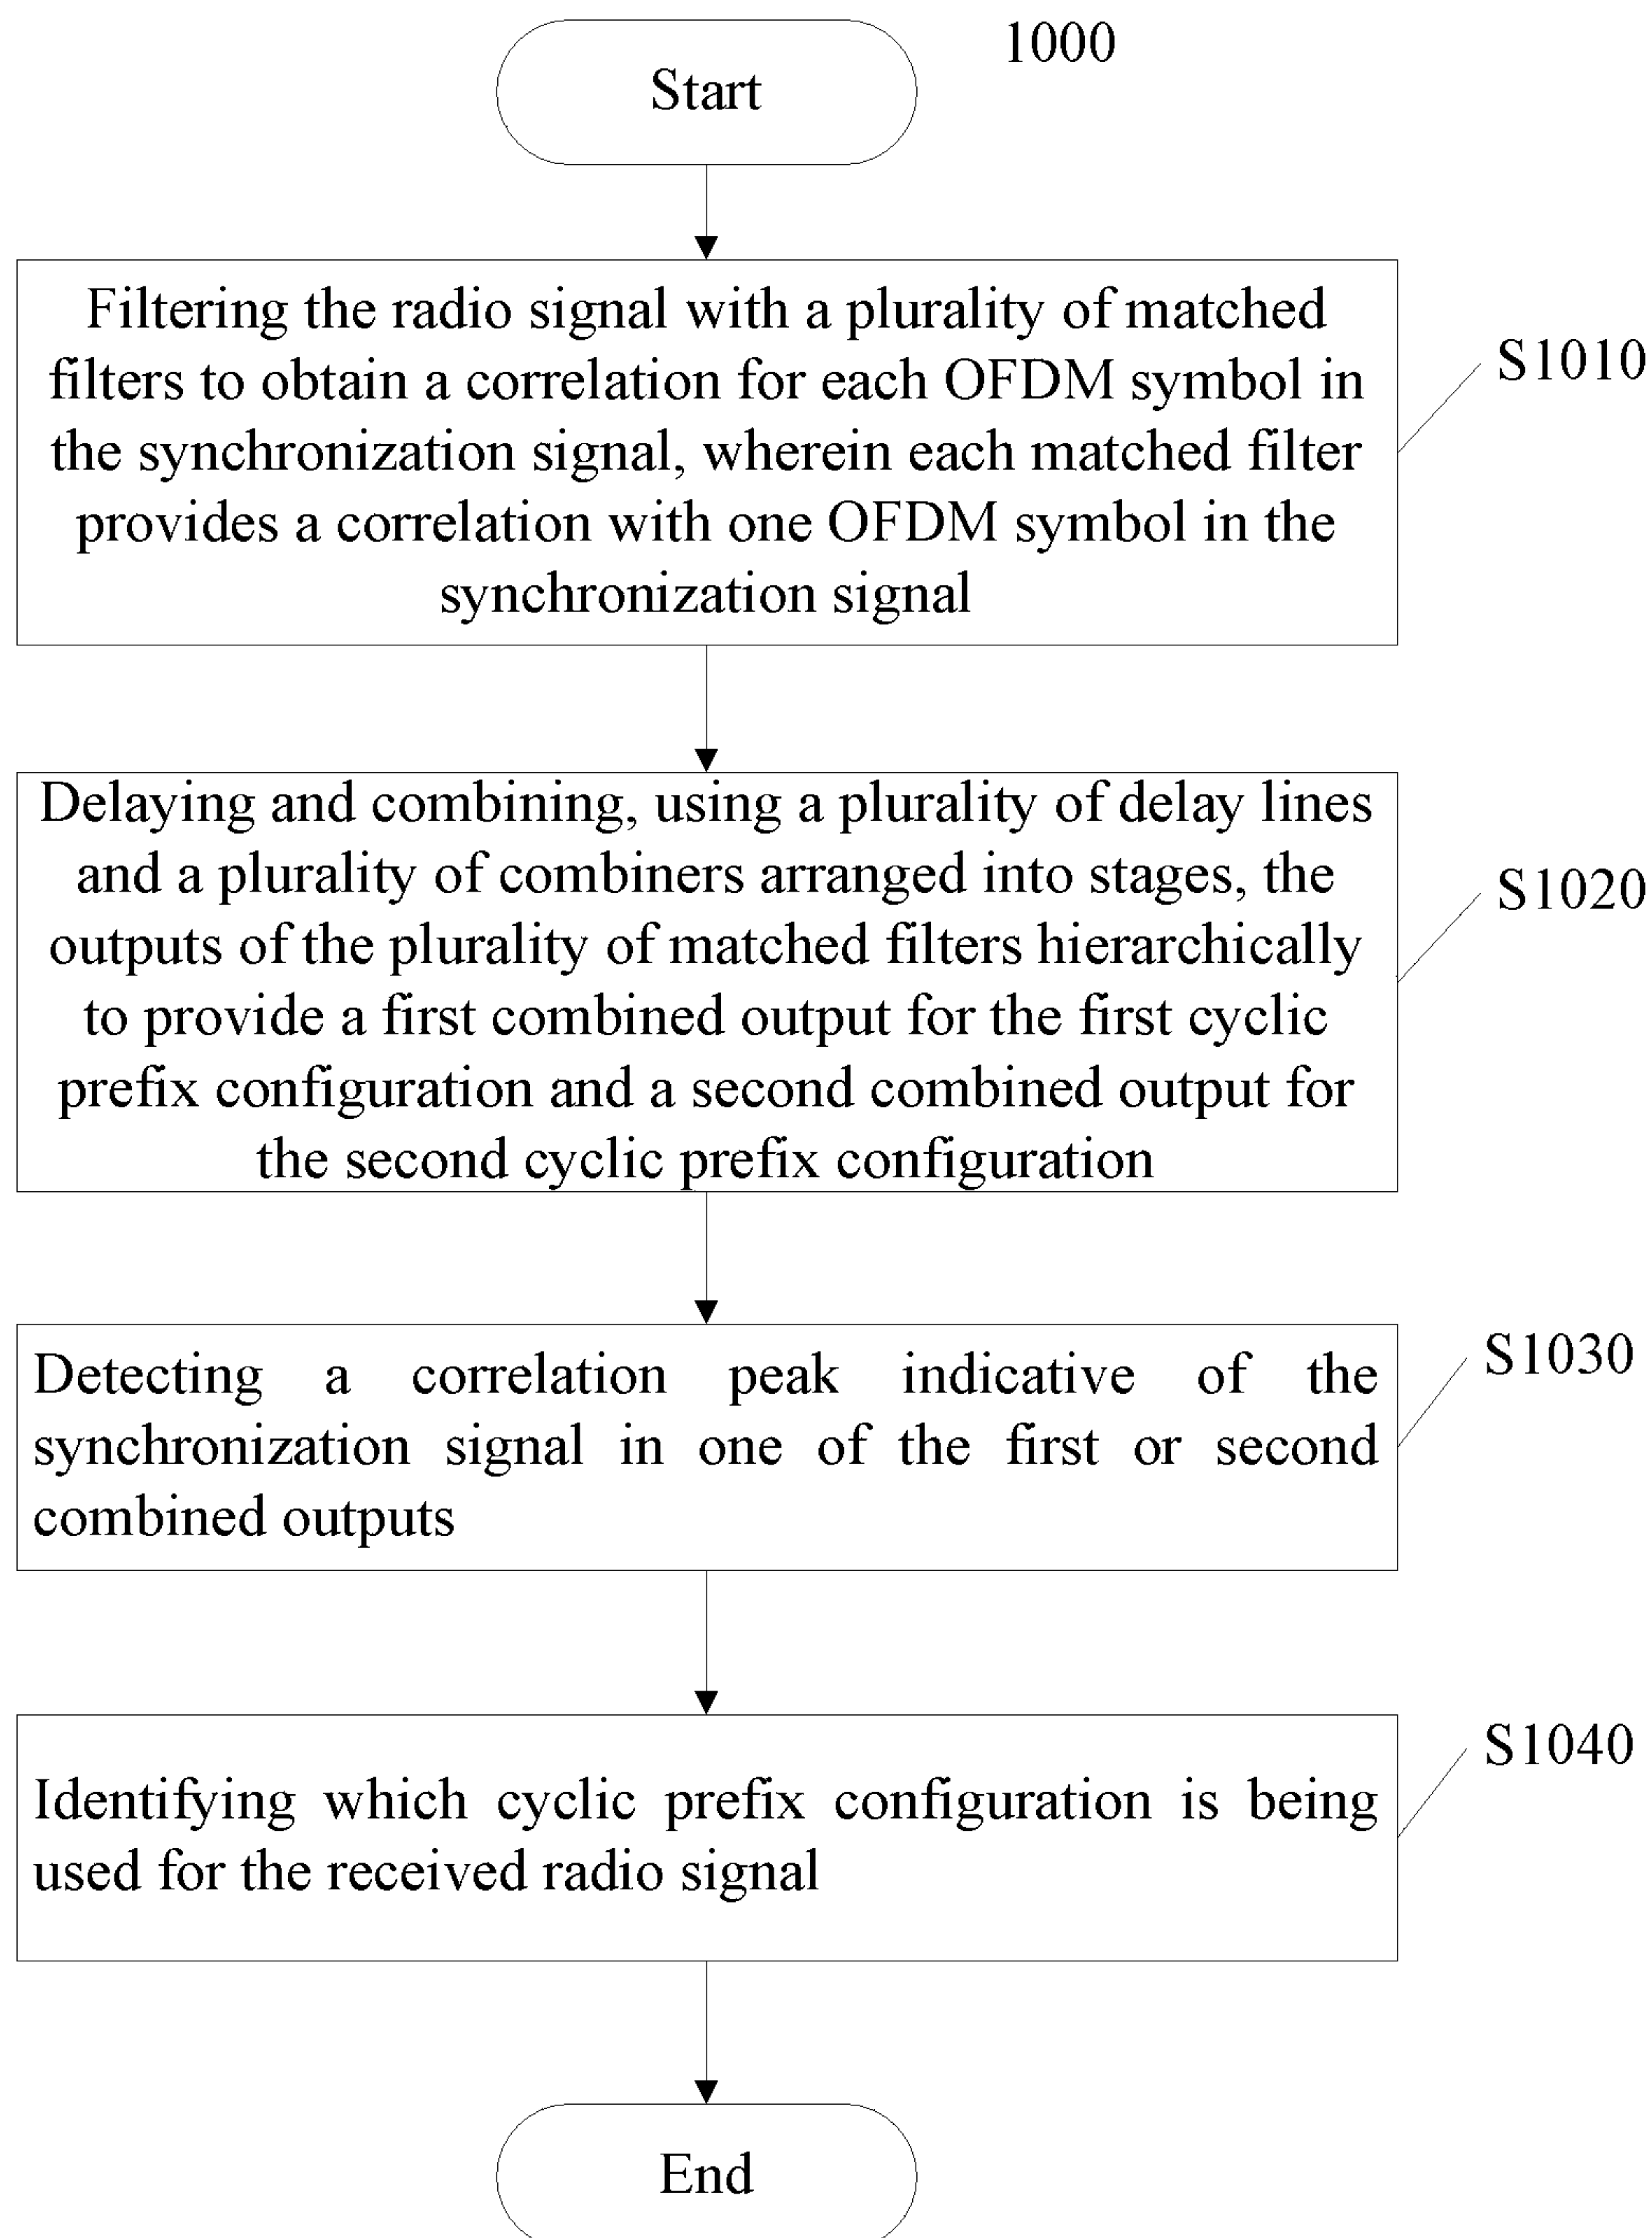 Start
1000
Filtering the radio signal with a plurality of matched
filters to obtain a correlation for each OFDM symbol in
the synchronization signal, wherein each matched filter
provides a correlation with one OFDM symbol in the
synchronization signal
S1010
Delaying and combining, using a plurality of delay lines
and a plurality of combiners arranged into stages, the
outputs of the plurality of matched filters hierarchically
to provide a first combined output for the first cyclic
prefix configuration and a second combined output for
the second cyclic prefix configuration
S1020
Detecting a correlation peak indicative of the
synchronization signal in one of the first or second
combined outputs
S1030
Identifying which cyclic prefix configuration is being
used for the received radio signal
S1040
End